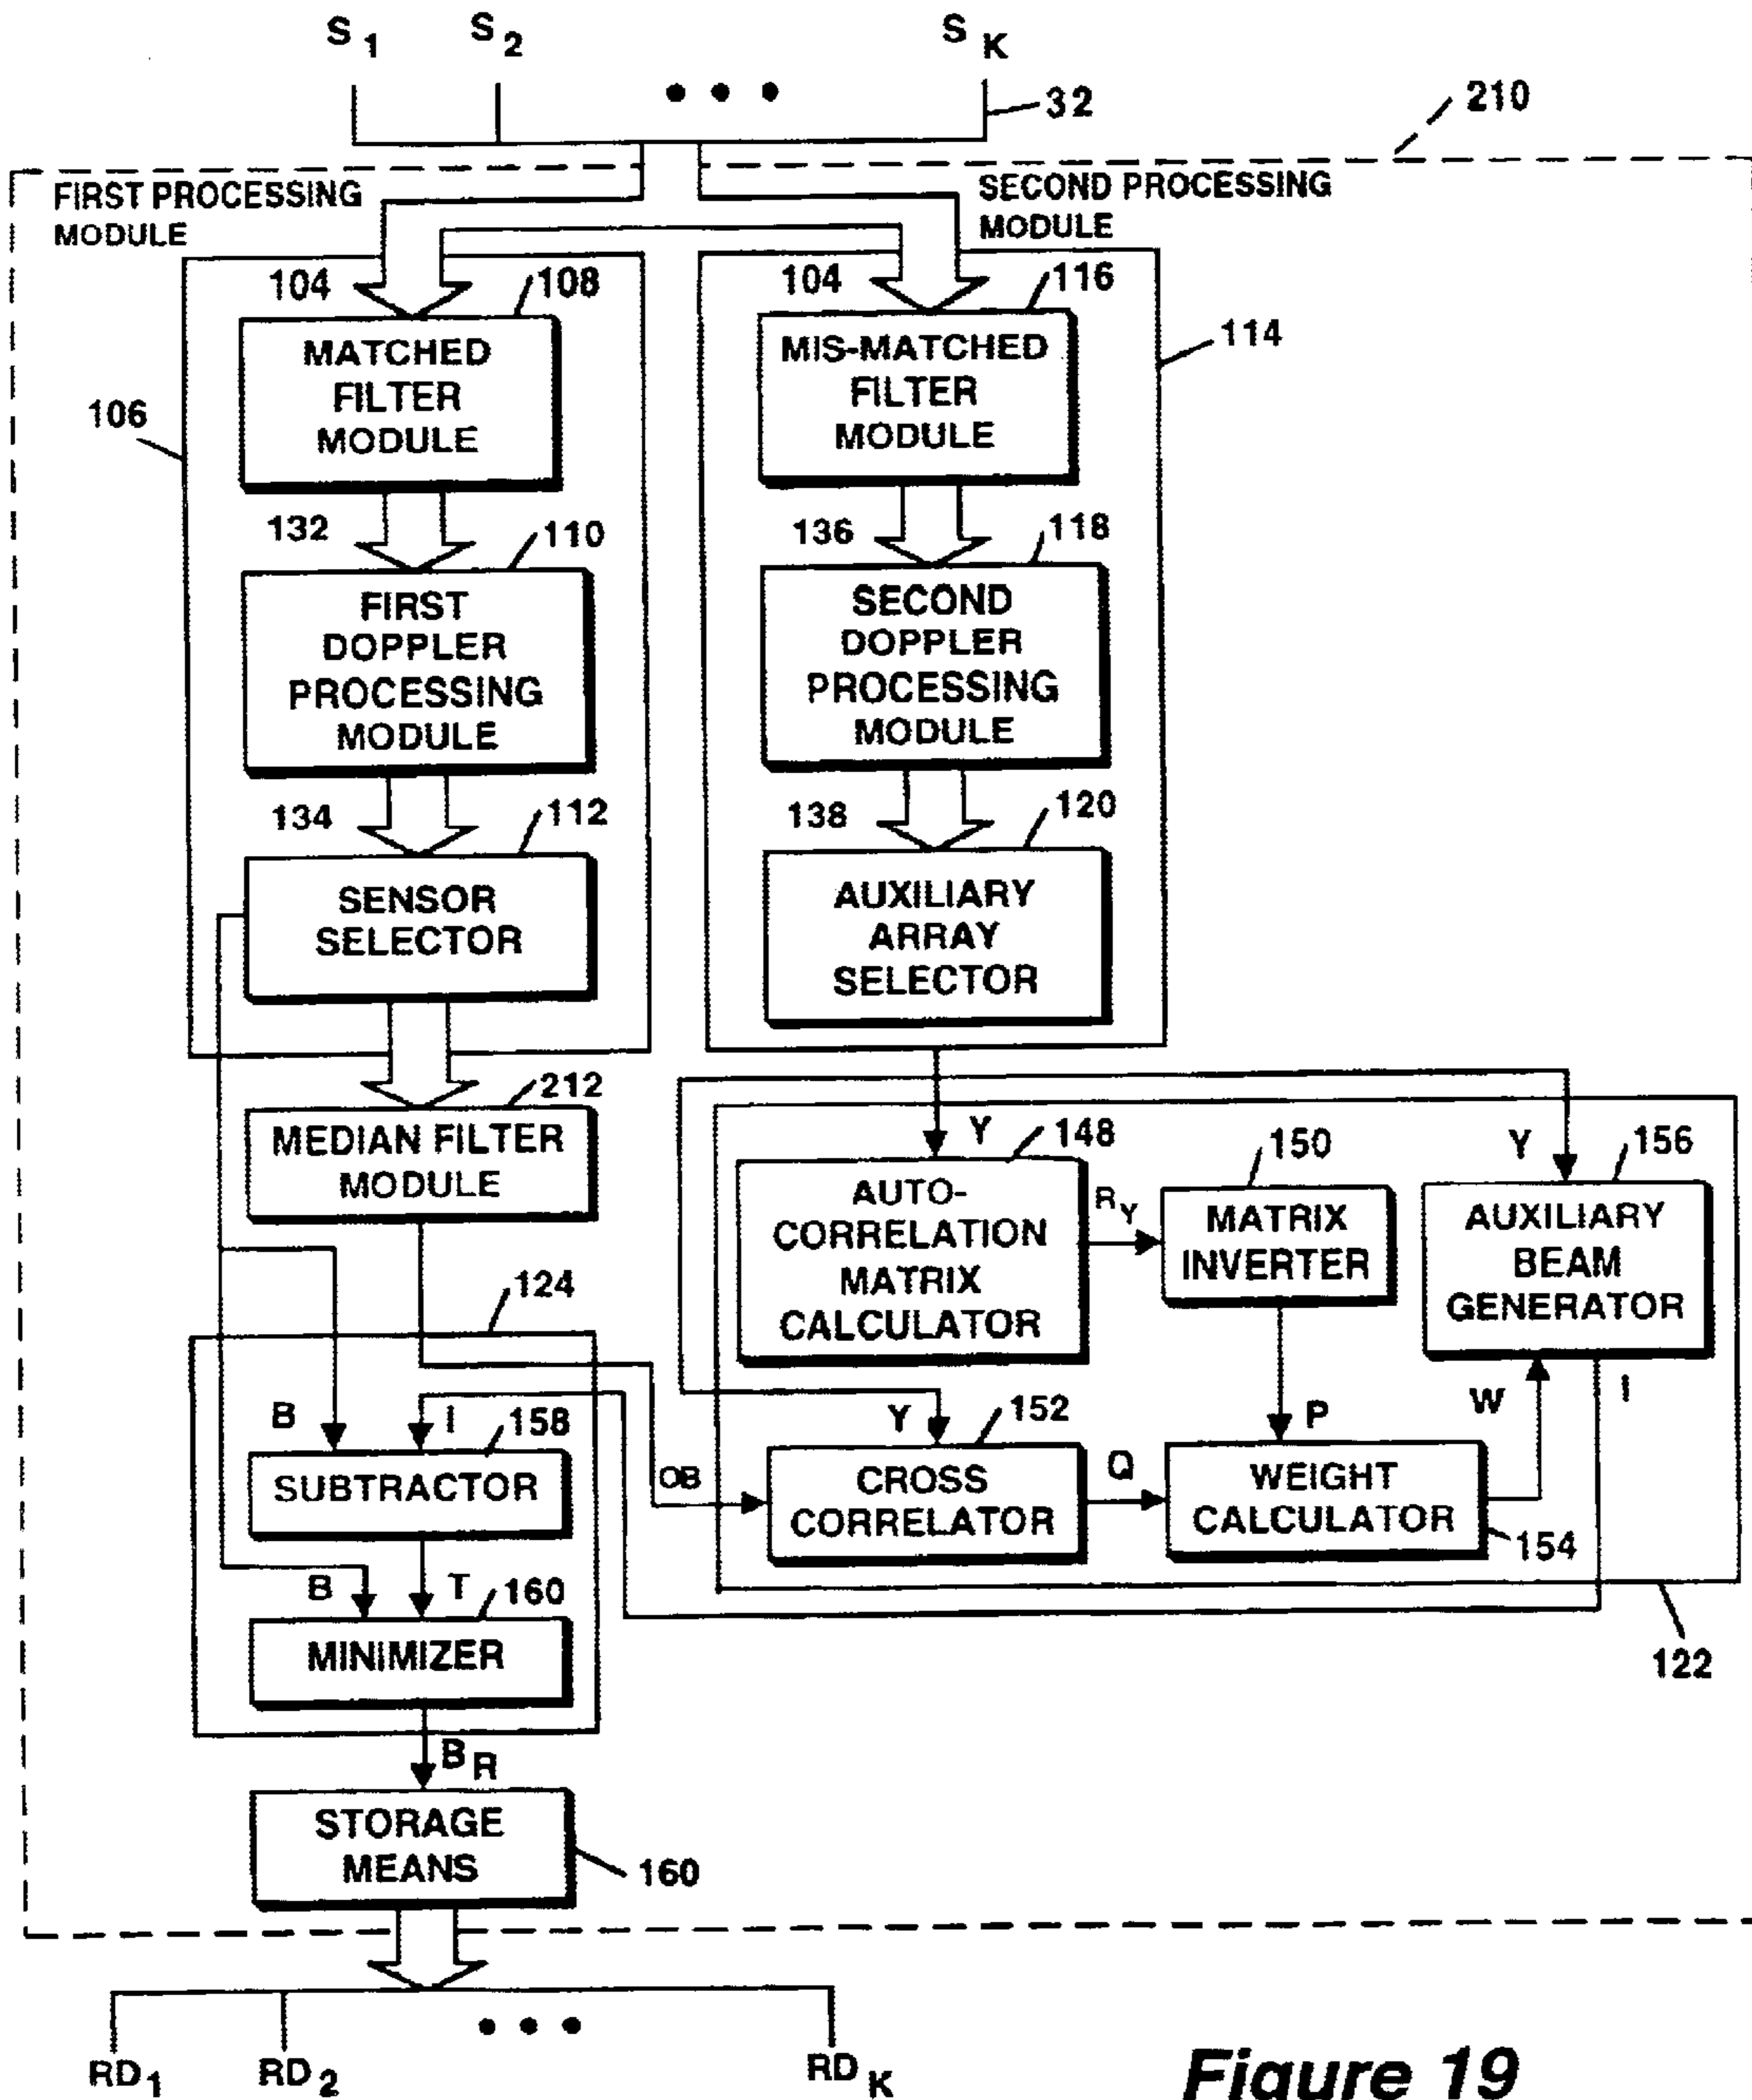 S1 S2 • • • SK
32
210
FIRST PROCESSING
MODULE
SECOND PROCESSING
MODULE
104
108
MATCHED
FILTER
MODULE
104
116
MIS-MATCHED
FILTER
MODULE
114
106
132
110
FIRST
DOPPLER
PROCESSING
MODULE
136
118
SECOND
DOPPLER
PROCESSING
MODULE
134
112
SENSOR
SELECTOR
138
120
AUXILIARY
ARRAY
SELECTOR
212
MEDIAN FILTER
MODULE
Y
148
AUTO-
CORRELATION
MATRIX
CALCULATOR
RY
150
MATRIX
INVERTER
Y
156
AUXILIARY
BEAM
GENERATOR
124
B
I
158
SUBTRACTOR
OB
Y
152
CROSS
CORRELATOR
Q
P
WEIGHT
CALCULATOR
154
W
I
B
T
160
MINIMIZER
122
BR
STORAGE
MEANS
160
RD1 RD2 • • • RDK
Figure 19